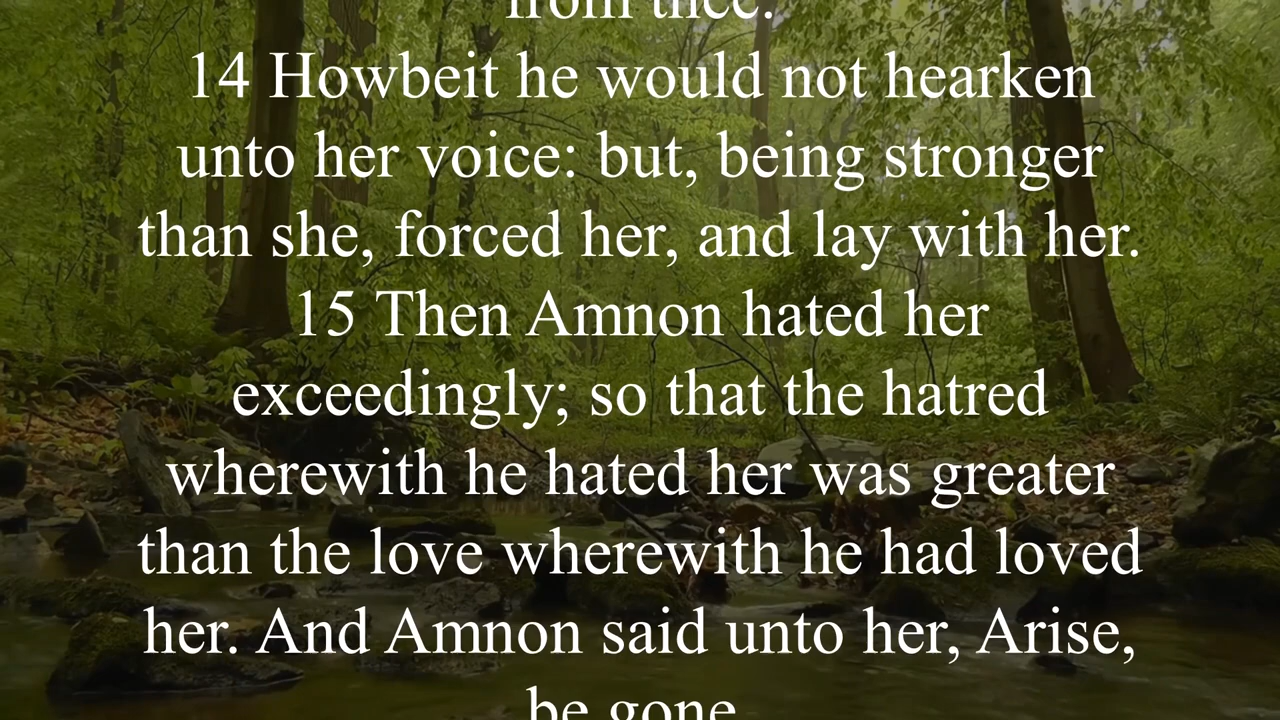 from thee.
14 Howbeit he would not hearken
unto her voice: but, being stronger
than she, forced her, and lay with her.
15 Then Amnon hated her
exceedingly; so that the hatred
wherewith he hated her was greater
than the love wherewith he had loved
her. And Amnon said unto her, Arise,
be gone.